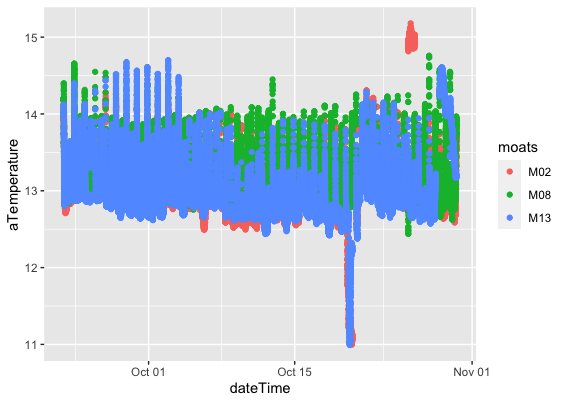 aTemperature
15
14
13
12
11
Oct 01
Oct 15
Nov 01
dateTime
moats
M02
M08
M13